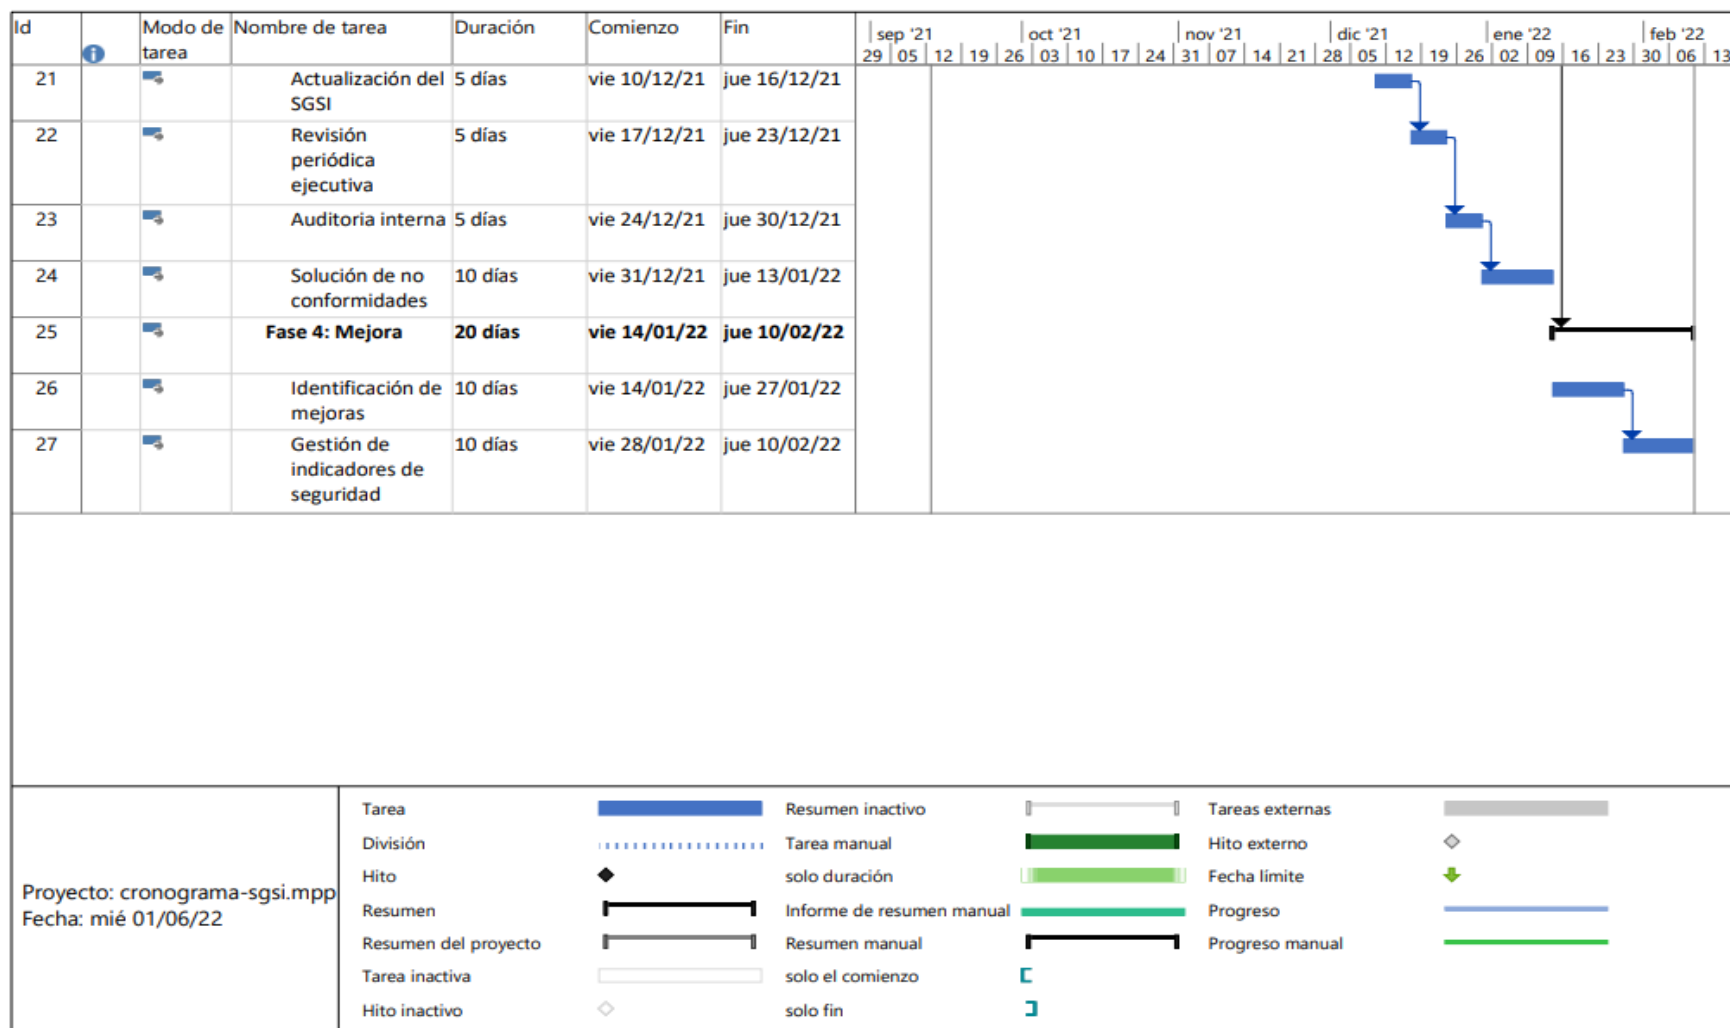 Id Modo de tarea Nombre de tarea Duración Comienzo Fin
sep '21 oct '21 nov '21 dic '21 ene '22 feb '22
29 05 12 19 26 03 10 17 24 31 07 14 21 28 05 12 19 26 02 09 16 23 30 06 13
21 Actualización del 5 días vie 10/12/21 jue 16/12/21
SGSI
22 Revisión 5 días vie 17/12/21 jue 23/12/21
periódica
ejecutiva
23 Auditoria interna 5 días vie 24/12/21 jue 30/12/21
24 Solución de no 10 días vie 31/12/21 jue 13/01/22
conformidades
25 Fase 4: Mejora 20 días vie 14/01/22 jue 10/02/22
26 Identificación de 10 días vie 14/01/22 jue 27/01/22
mejoras
27 Gestión de 10 días vie 28/01/22 jue 10/02/22
indicadores de
seguridad
Proyecto: cronograma-sgsi.mpp
Fecha: mié 01/06/22
Tarea Resumen inactivo Tareas externas
División Tarea manual Hito externo
Hito solo duración Fecha límite
Resumen Informe de resumen manual Progreso
Resumen del proyecto Resumen manual Progreso manual
Tarea inactiva solo el comienzo
Hito inactivo solo fin